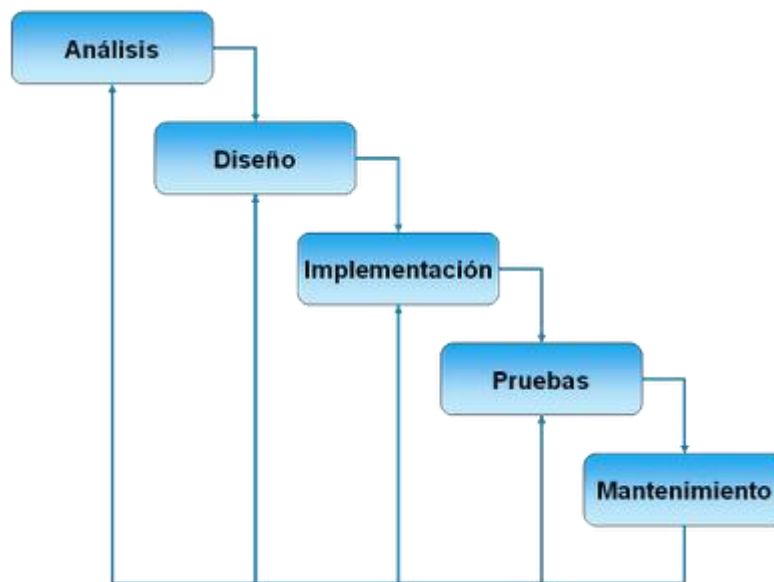 Análisis
Diseño
Implementación
Pruebas
Mantenimiento